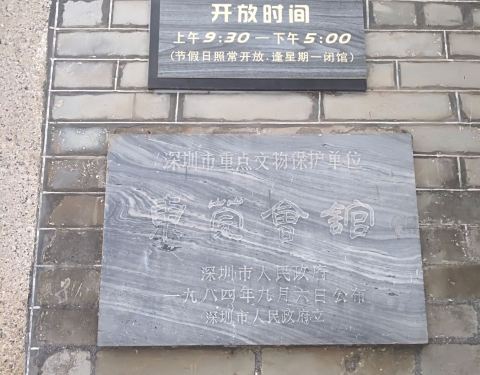 开放时间
上午9:30—下午5:00
(节假日照常开放.逢星期一闭馆)
深圳市重点文物保护单位
東莞會館
深圳市人民政府
一九八四年九月六日公布
深圳市人民政府立